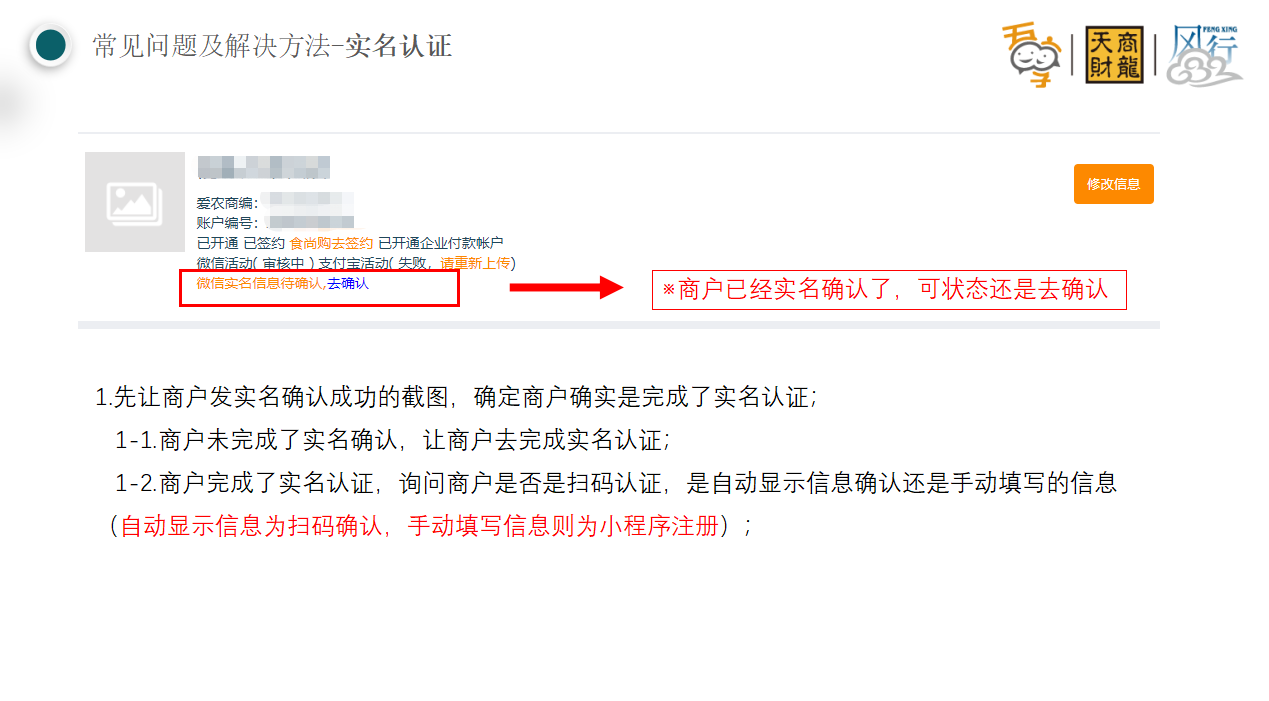 常见问题及解决方法-实名认证
吾子
天商
财龍
风行
FENG XING
爱农商编：
修改信息
账户编号：
已开通 已签约 食尚购去签约 已开通企业付款帐户
微信活动( 审核中 ) 支付宝活动( 失败，请重新上传)
微信实名信息待确认,去确认
※商户已经实名确认了，可状态还是去确认
1.先让商户发实名确认成功的截图，确定商户确实是完成了实名认证；
1-1.商户未完成了实名确认，让商户去完成实名认证；
1-2.商户完成了实名认证，询问商户是否是扫码认证，是自动显示信息确认还是手动填写的信息
（自动显示信息为扫码确认，手动填写信息则为小程序注册）；